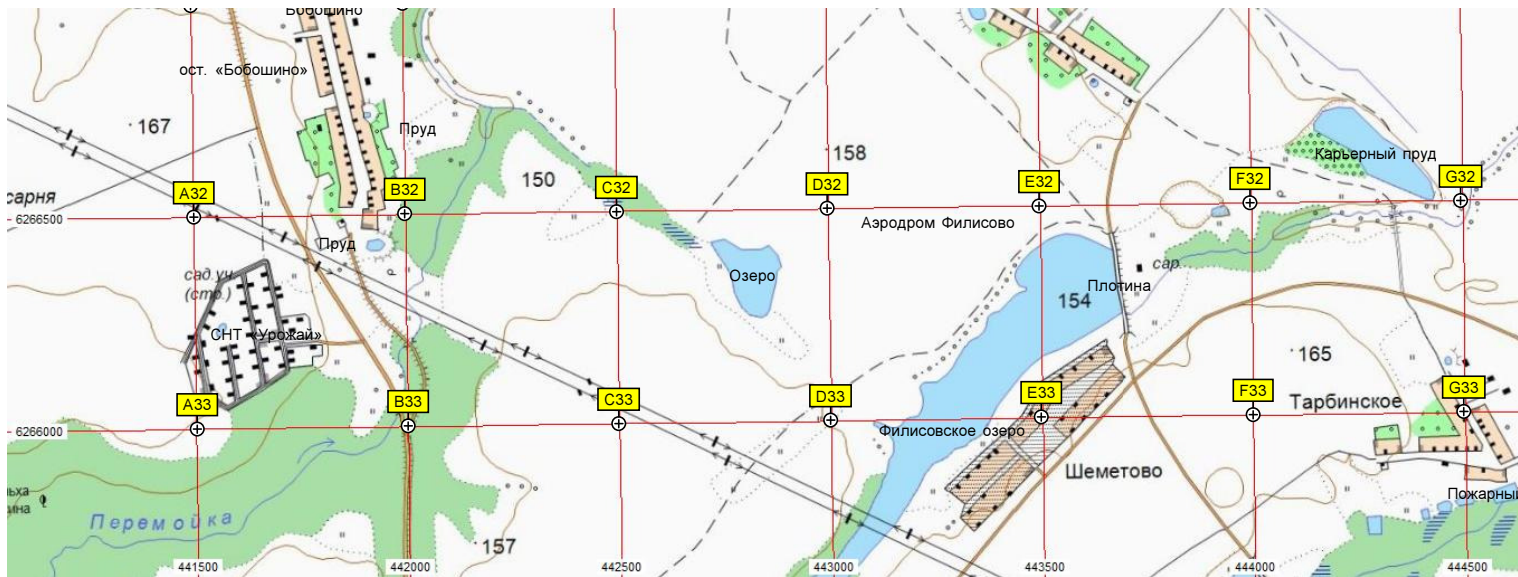 Бобошино
ост. «Бобошино»
167
Пруд
158
150
Карьерный пруд
A32
B32
C32
D32
E32
F32
G32
сарня
6266500
Аэродром Филисово
Пруд
сад. уч.
(стр.)
Озеро
сар.
154
Плотина
СНТ «Урожай»
165
A33
B33
C33
D33
E33
F33
G33
Тарбинское
6266000
Филисовское озеро
Шеметово
ьха
ина
Перемойка
Пожарный
157
441500
442000
442500
443000
443500
444000
444500